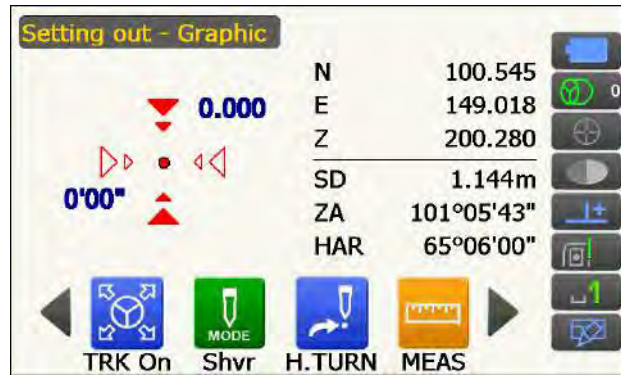 Setting out - Graphic
N 100.545
0.000
E 149.018
Z 200.280
SD 1.144m
0'00"
ZA 101°05'43"
HAR 65°06'00"
0
1
MODE
TRK On Shvr H.TURN MEAS